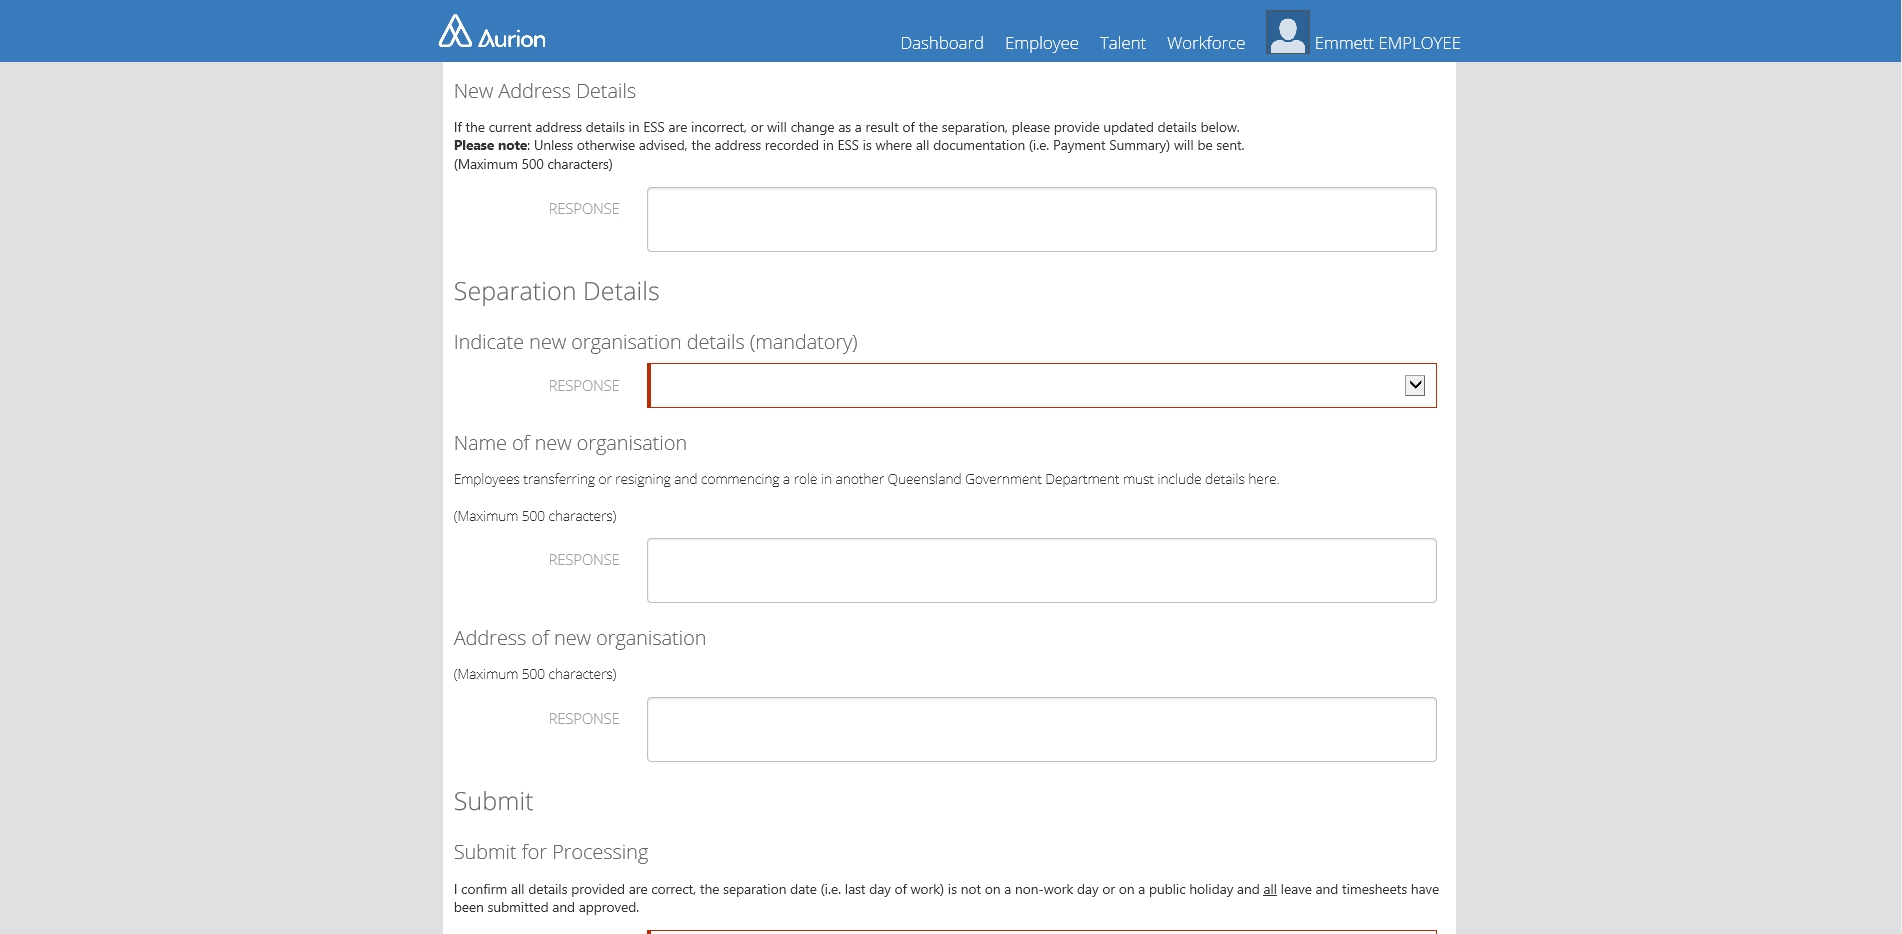 Aurion
Dashboard Employee Talent Workforce Emmett EMPLOYEE
New Address Details
If the current address details in ESS are incorrect, or will change as a result of the separation, please provide updated details below.
Please note: Unless otherwise advised, the address recorded in ESS is where all documentation (i.e. Payment Summary) will be sent.
(Maximum 500 characters)
RESPONSE
Separation Details
Indicate new organisation details (mandatory)
RESPONSE
Name of new organisation
Employees transferring or resigning and commencing a role in another Queensland Government Department must include details here.
(Maximum 500 characters)
RESPONSE
Address of new organisation
(Maximum 500 characters)
RESPONSE
Submit
Submit for Processing
I confirm all details provided are correct, the separation date (i.e. last day of work) is not on a non-work day or on a public holiday and all leave and timesheets have
been submitted and approved.